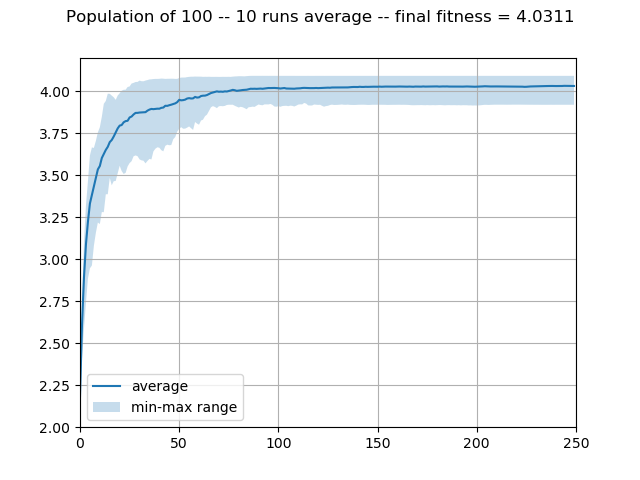 Population of 100 -- 10 runs average -- final fitness = 4.0311
4.00
3.75
3.50
3.25
3.00
2.75
2.50
2.25
2.00
average
min-max range
0 50 100 150 200 250